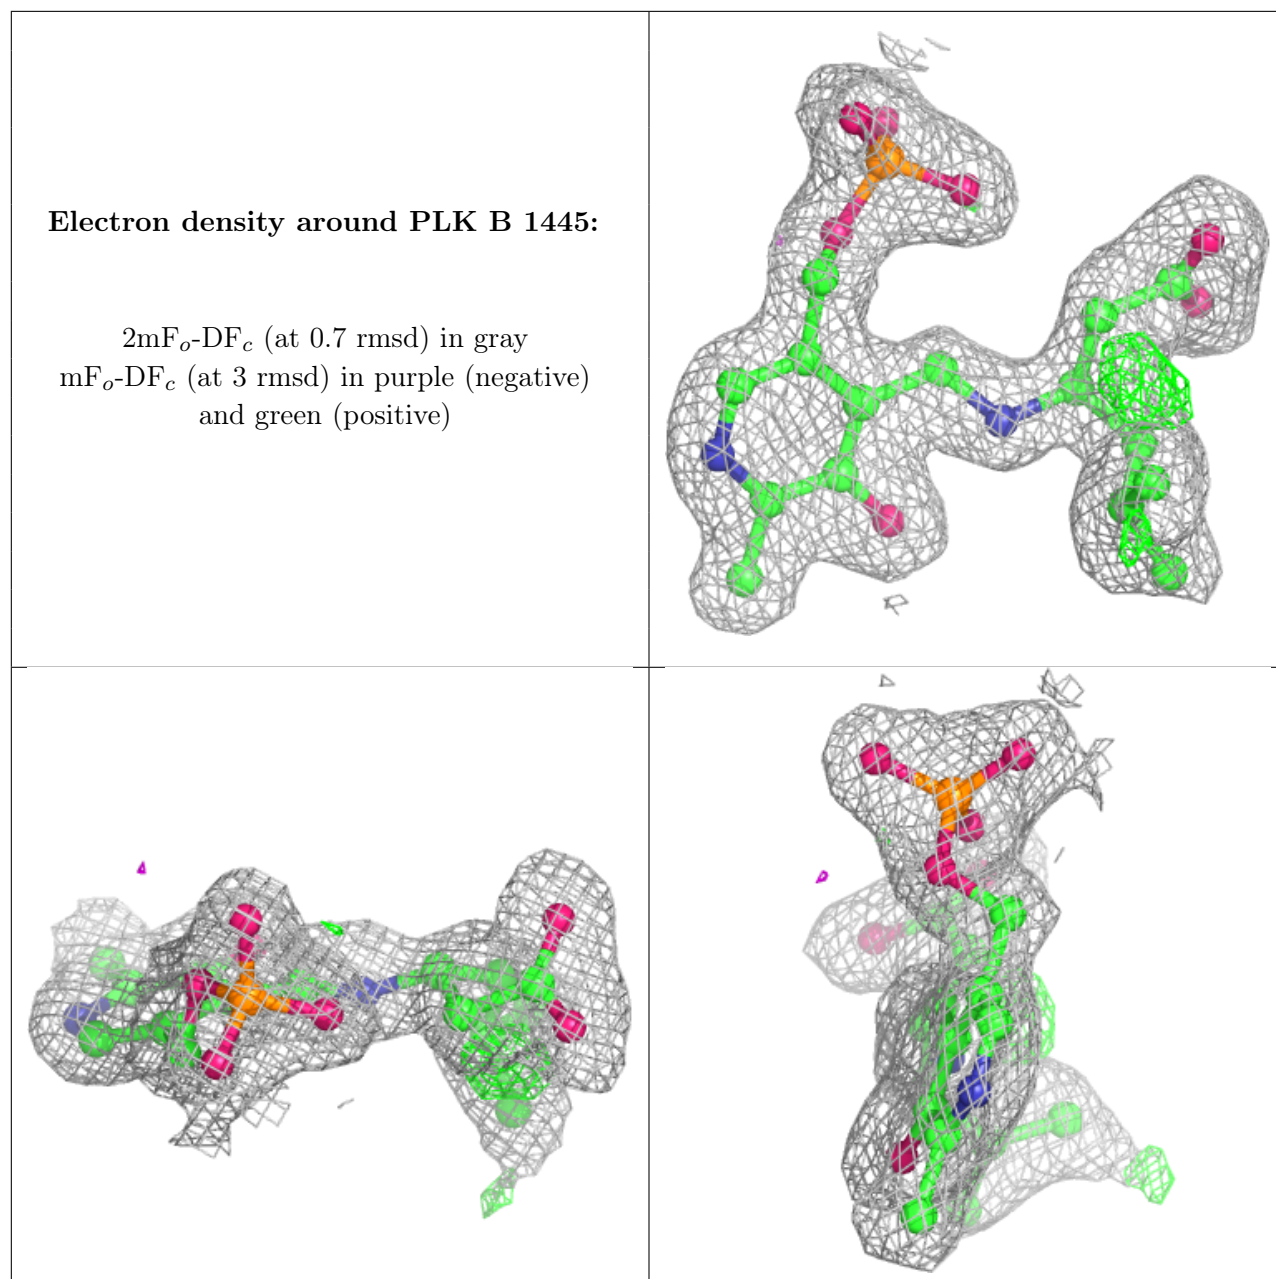 Electron density around PLK B 1445:
2mFo-DFc (at 0.7 rmsd) in gray
mFo-DFc (at 3 rmsd) in purple (negative)
and green (positive)